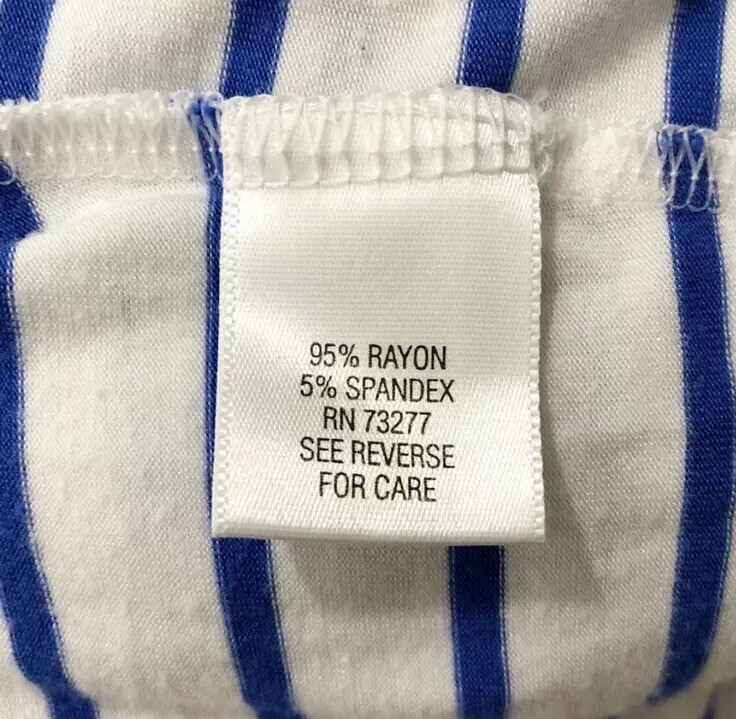 95% RAYON
5% SPANDEX
RN 73277
SEE REVERSE
FOR CARE